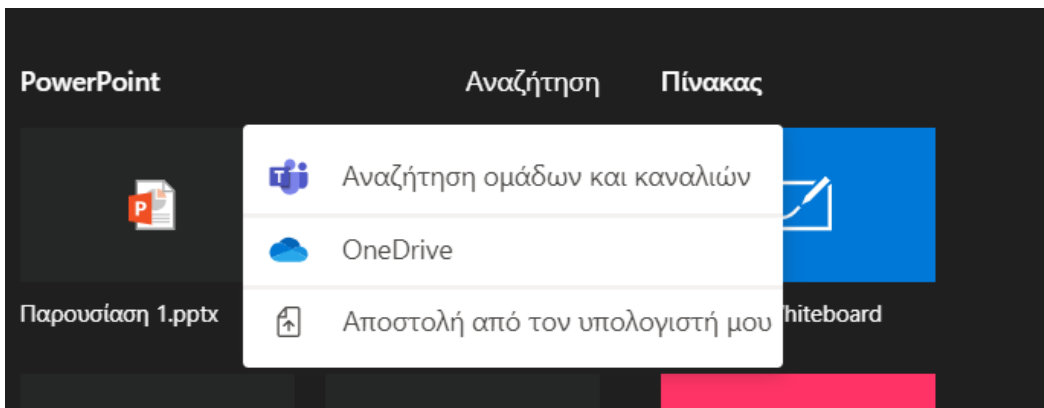 PowerPoint Αναζήτηση Πίνακας
Αναζήτηση ομάδων και καναλιών
OneDrive
Παρουσίαση 1.pptx Αποστολή από τον υπολογιστή μου hiteboard